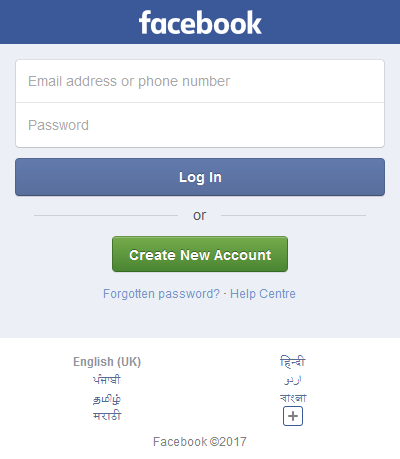 facebook
Email address or phone number
Password
Log In
or
Create New Account
Forgotten password? · Help Centre
English (UK) हिन्दी
ਪੰਜਾਬੀ اردو
தமிழ் বাংলা
मराठी +
Facebook ©2017